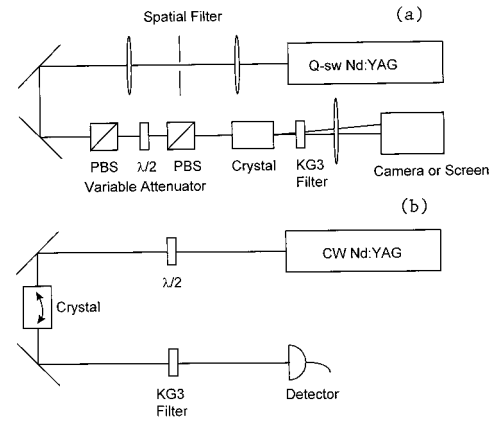 (a)
Spatial Filter
Q-sw Nd:YAG
PBS λ/2 PBS Crystal KG3
Filter
Variable Attenuator
Camera or Screen
(b)
CW Nd:YAG
λ/2
Crystal
KG3
Filter
Detector